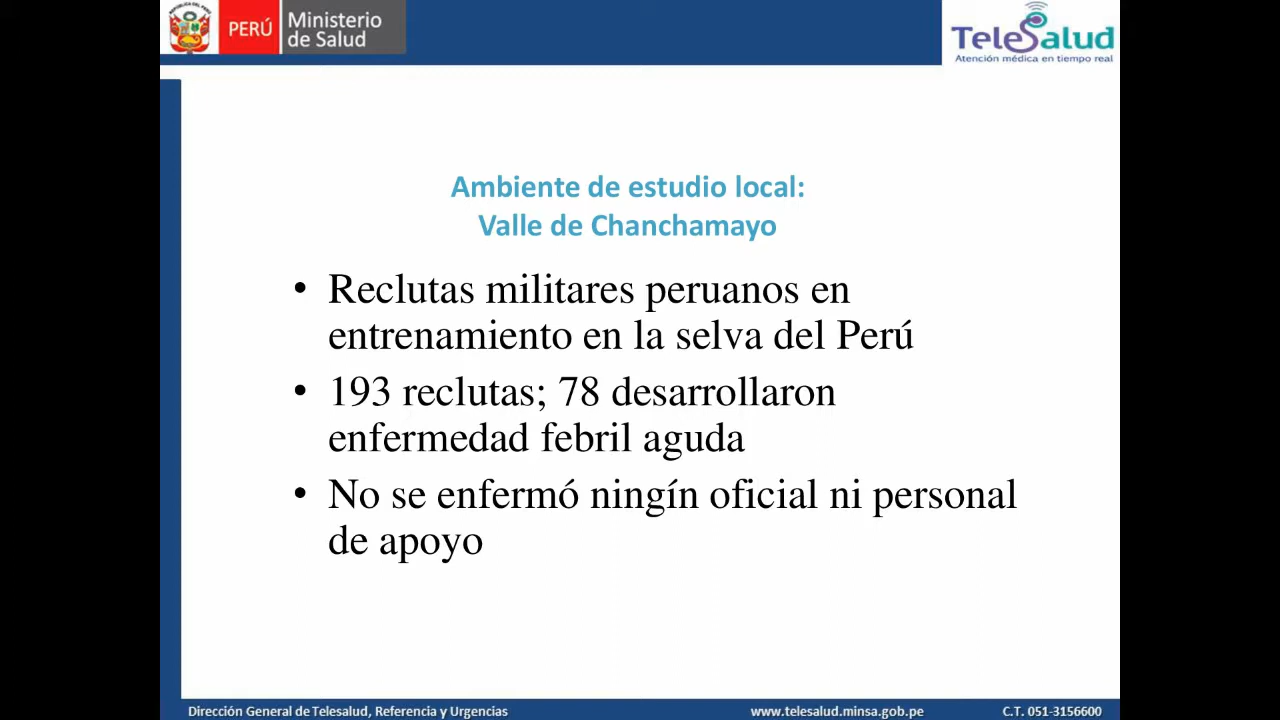 PERÚ
Ministerio
de Salud
TeleSalud
Atención médica en tiempo real
Ambiente de estudio local:
Valle de Chanchamayo
• Reclutas militares peruanos en
entrenamiento en la selva del Perú
• 193 reclutas; 78 desarrollaron
enfermedad febril aguda
• No se enfermó ningín oficial ni personal
de apoyo
Dirección General de Telesalud, Referencia y Urgencias
www.telesalud.minsa.gob.pe
C.T. 051-3156600